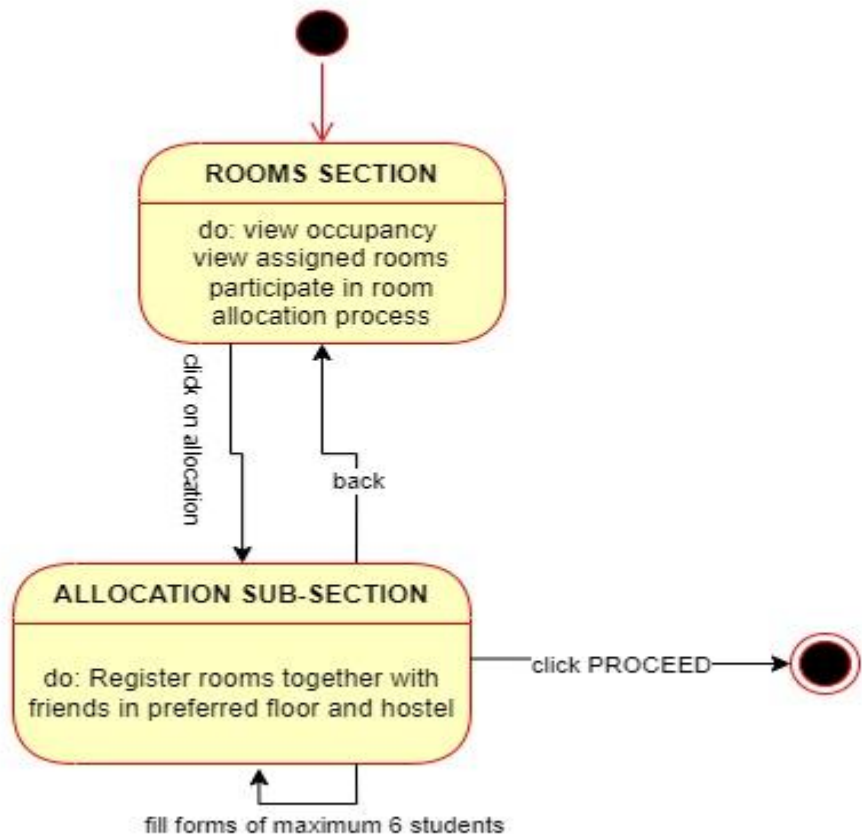 ROOMS SECTION
do: view occupancy
view assigned rooms
participate in room
allocation process
click on allocation
back
ALLOCATION SUB-SECTION
do: Register rooms together with
friends in preferred floor and hostel
click PROCEED
fill forms of maximum 6 students